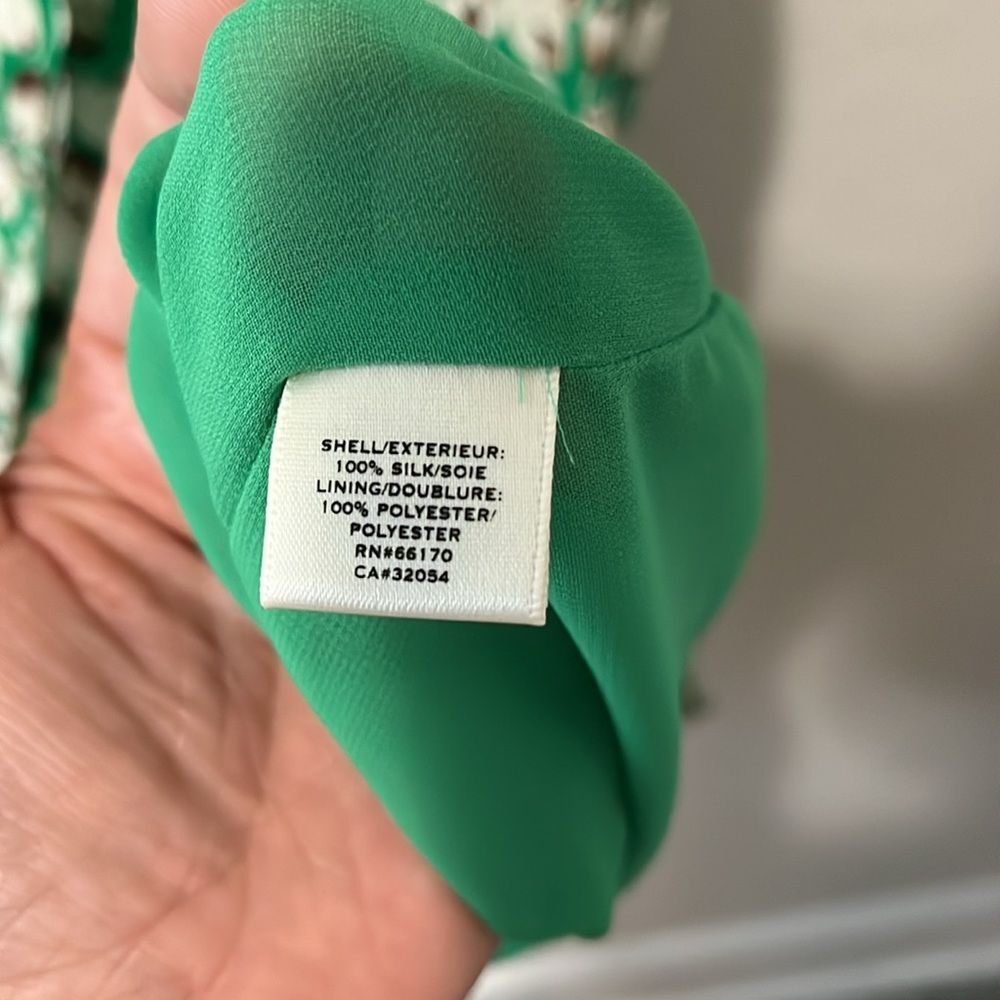 SHELL/EXTERIEUR:
100% SILK/SOIE
LINING/DOUBLURE:
100% POLYESTER/
POLYESTER
RN#66170
CA#32054